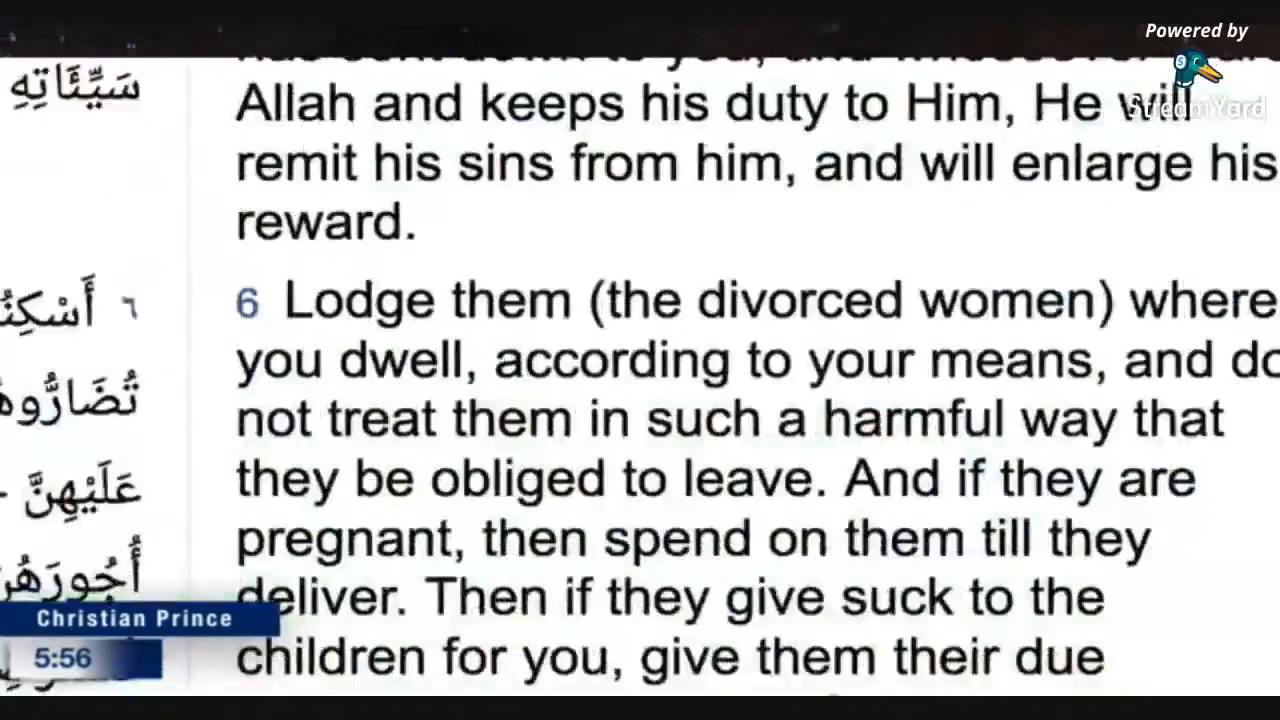 Powered by
StreamYard
Allah and keeps his duty to Him, He will
remit his sins from him, and will enlarge his
reward.
6 Lodge them (the divorced women) where
you dwell, according to your means, and do
not treat them in such a harmful way that
they be obliged to leave. And if they are
pregnant, then spend on them till they
deliver. Then if they give suck to the
children for you, give them their due
سَيِّئَاتِهِ
٦
عَلَيْهِنَّ
Christian Prince
5:56